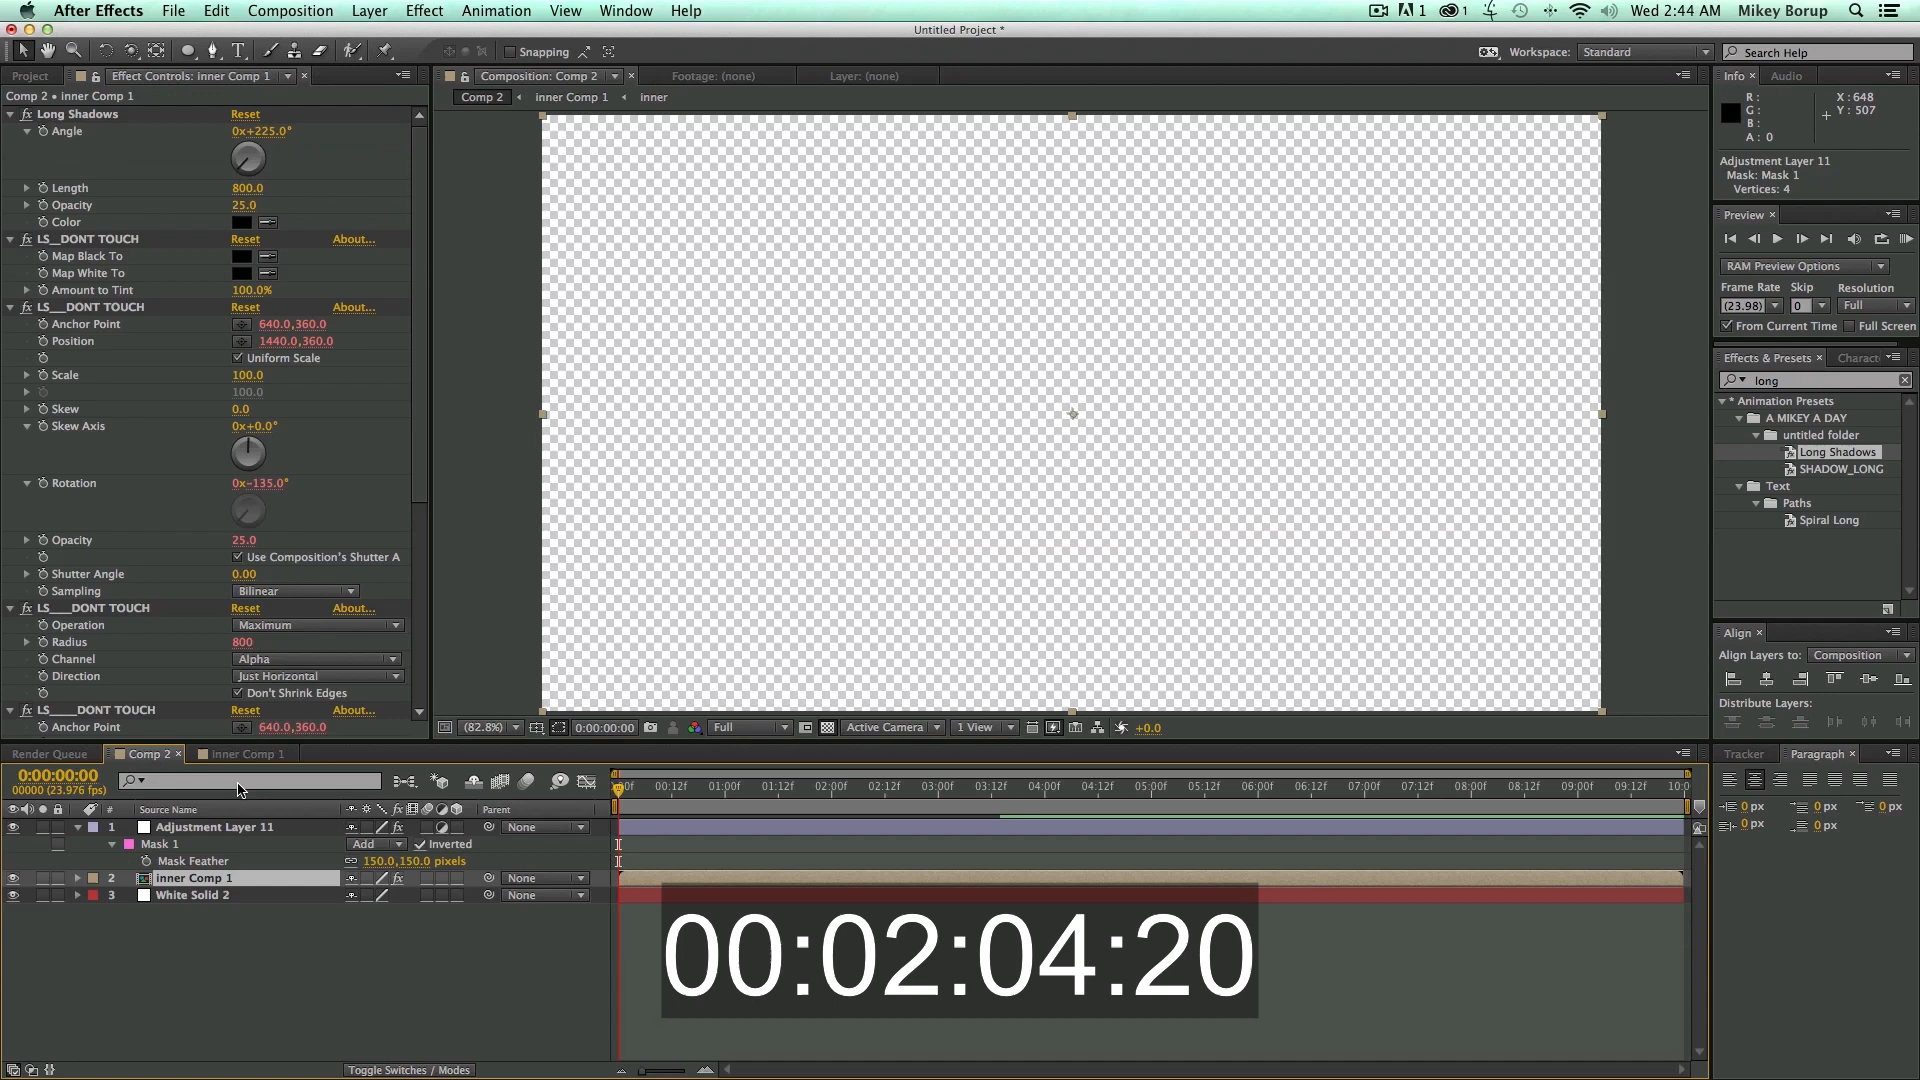 After Effects File Edit Composition Layer Effect Animation View Window Help 1 1 Wed 2:44 AM Mikey Borup
Untitled Project *
Snapping Workspace: Standard Search Help
Project Effect Controls: inner Comp 1 Composition: Comp 2 Footage: (none) Layer: (none) Info Audio
Comp 2 • inner Comp 1
Comp 2 inner Comp 1 inner
R :
G :
B :
A : 0
X : 648
Y : 507
Adjustment Layer 11
Mask: Mask 1
Vertices: 4
fx Long Shadows Reset
Angle 0x+225.0°
Length 800.0
Opacity 25.0
Color
fx LS__DONT TOUCH Reset About...
Map Black To
Map White To
Amount to Tint 100.0%
fx LS___DONT TOUCH Reset About...
Anchor Point 640.0,360.0
Position 1440.0,360.0
Uniform Scale
Scale 100.0
100.0
Skew 0.0
Skew Axis 0x+0.0°
Rotation 0x-135.0°
Opacity 25.0
Use Composition's Shutter A
Shutter Angle 0.00
Sampling Bilinear
fx LS____DONT TOUCH Reset About...
Operation Maximum
Radius 800
Channel Alpha
Direction Just Horizontal
Don't Shrink Edges
fx LS_____DONT TOUCH Reset About...
Anchor Point 640.0,360.0
Preview
RAM Preview Options
Frame Rate Skip Resolution
(23.98) 0 Full
From Current Time Full Screen
Effects & Presets Charact
long
* Animation Presets
A MIKEY A DAY
untitled folder
Long Shadows
SHADOW_LONG
Text
Paths
Spiral Long
Align
Align Layers to: Composition
Distribute Layers:
(82.8%) 0:00:00:00 Full Active Camera 1 View +0.0
Render Queue Comp 2 inner Comp 1
Tracker Paragraph
0:00:00:00
00000 (23.976 fps)
:00f 00:12f 01:00f 01:12f 02:00f 02:12f 03:00f 03:12f 04:00f 04:12f 05:00f 05:12f 06:00f 06:12f 07:00f 07:12f 08:00f 08:12f 09:00f 09:12f 10:0
# Source Name fx Parent
1 Adjustment Layer 11 fx None
Mask 1 Add Inverted
Mask Feather 150.0,150.0 pixels
2 inner Comp 1 fx None
3 White Solid 2 None
0 px 0 px 0 px
0 px 0 px
00:02:04:20
Toggle Switches / Modes